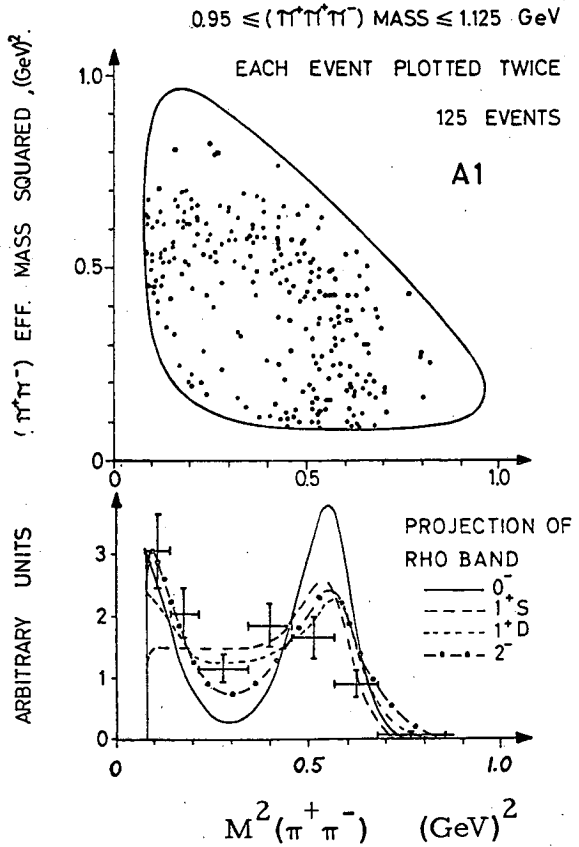 0.95 ≤ (π⁺π⁺π⁻) MASS ≤ 1.125 GeV
EACH EVENT PLOTTED TWICE
125 EVENTS
A1
(π⁺π⁻) EFF. MASS SQUARED, (GeV)².
1.0
0.5
0
0
0.5
1.0
ARBITRARY UNITS
3
2
1
0
PROJECTION OF
RHO BAND
0⁻
1⁺S
1⁺D
2⁻
0
0.5
1.0
M²(π⁺π⁻) (GeV)²